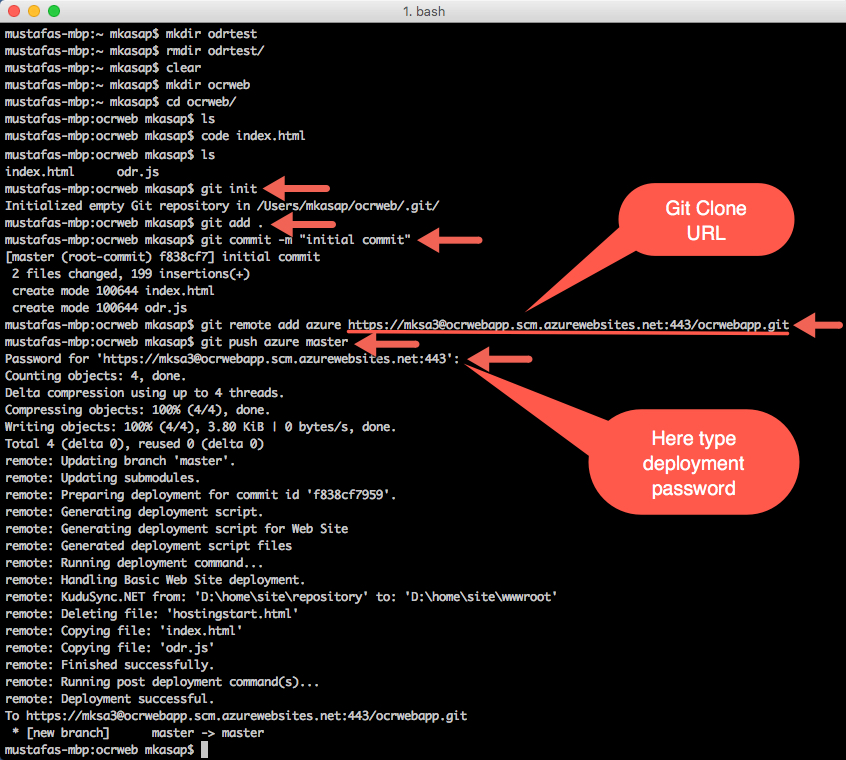 1. bash
mustafas-mbp:~ mkasap$ mkdir odrtest
mustafas-mbp:~ mkasap$ rmdir odrtest/
mustafas-mbp:~ mkasap$ clear
mustafas-mbp:~ mkasap$ mkdir ocrweb
mustafas-mbp:~ mkasap$ cd ocrweb/
mustafas-mbp:ocrweb mkasap$ ls
mustafas-mbp:ocrweb mkasap$ code index.html
mustafas-mbp:ocrweb mkasap$ ls
index.html odr.js
mustafas-mbp:ocrweb mkasap$ git init
Initialized empty Git repository in /Users/mkasap/ocrweb/.git/
mustafas-mbp:ocrweb mkasap$ git add .
mustafas-mbp:ocrweb mkasap$ git commit -m "initial commit"
[master (root-commit) f838cf7] initial commit
2 files changed, 199 insertions(+)
create mode 100644 index.html
create mode 100644 odr.js
mustafas-mbp:ocrweb mkasap$ git remote add azure https://mksa3@ocrwebapp.scm.azurewebsites.net:443/ocrwebapp.git
mustafas-mbp:ocrweb mkasap$ git push azure master
Password for 'https://mksa3@ocrwebapp.scm.azurewebsites.net:443':
Counting objects: 4, done.
Delta compression using up to 4 threads.
Compressing objects: 100% (4/4), done.
Writing objects: 100% (4/4), 3.80 KiB | 0 bytes/s, done.
Total 4 (delta 0), reused 0 (delta 0)
remote: Updating branch 'master'.
remote: Updating submodules.
remote: Preparing deployment for commit id 'f838cf7959'.
remote: Generating deployment script.
remote: Generating deployment script for Web Site
remote: Generated deployment script files
remote: Running deployment command...
remote: Handling Basic Web Site deployment.
remote: KuduSync.NET from: 'D:\home\site\repository' to: 'D:\home\site\wwwroot'
remote: Deleting file: 'hostingstart.html'
remote: Copying file: 'index.html'
remote: Copying file: 'odr.js'
remote: Finished successfully.
remote: Running post deployment command(s)...
remote: Deployment successful.
To https://mksa3@ocrwebapp.scm.azurewebsites.net:443/ocrwebapp.git
* [new branch] master -> master
mustafas-mbp:ocrweb mkasap$
Git Clone
URL
Here type
deployment
password